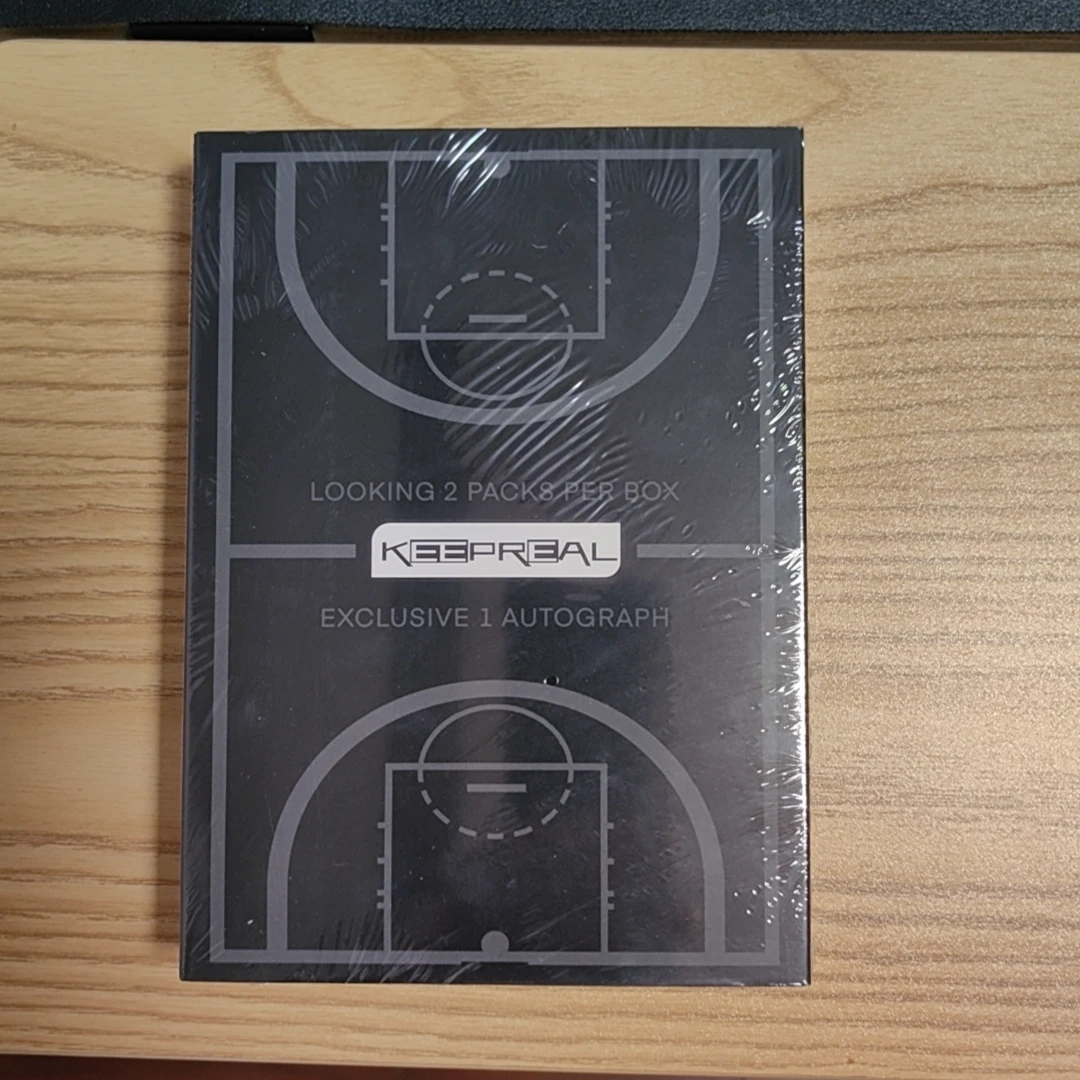 LOOKING 2 PACKS PER BOX
KEEPREAL
EXCLUSIVE 1 AUTOGRAPH